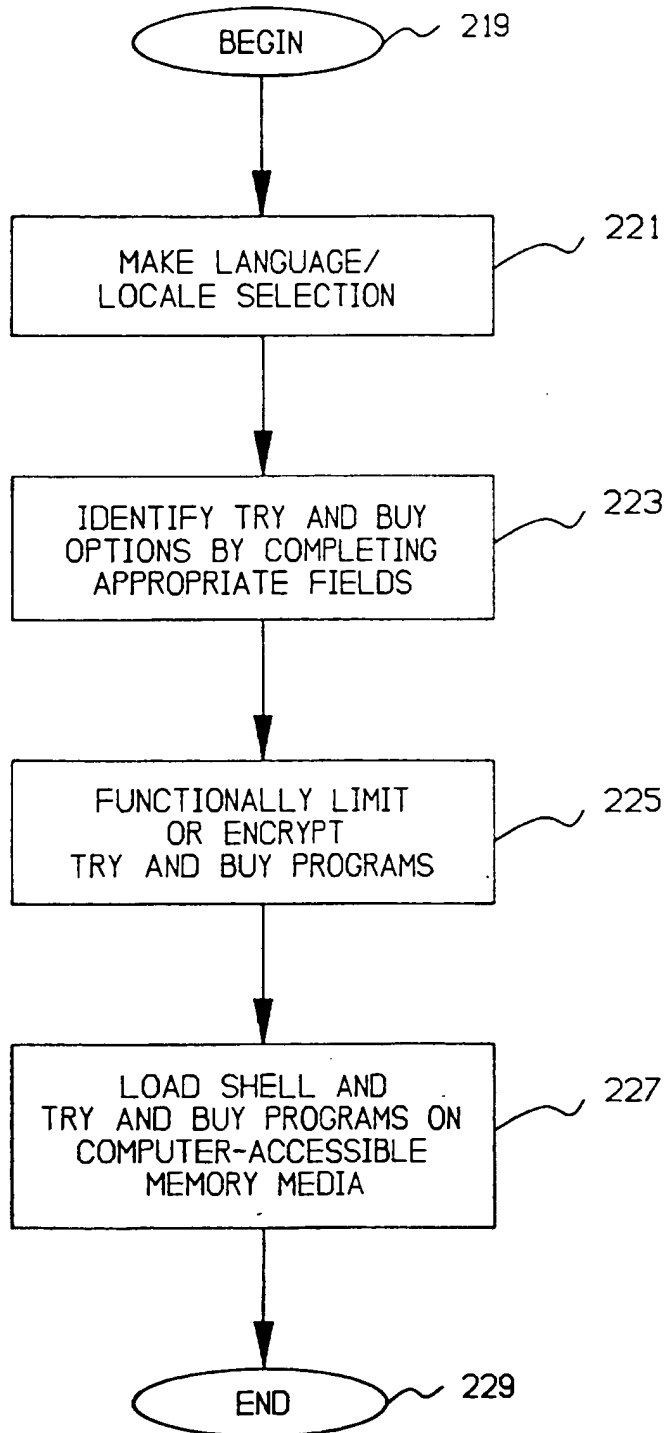 BEGIN
219
MAKE LANGUAGE/
LOCALE SELECTION
221
IDENTIFY TRY AND BUY
OPTIONS BY COMPLETING
APPROPRIATE FIELDS
223
FUNCTIONALLY LIMIT
OR ENCRYPT
TRY AND BUY PROGRAMS
225
LOAD SHELL AND
TRY AND BUY PROGRAMS ON
COMPUTER-ACCESSIBLE
MEMORY MEDIA
227
END
229